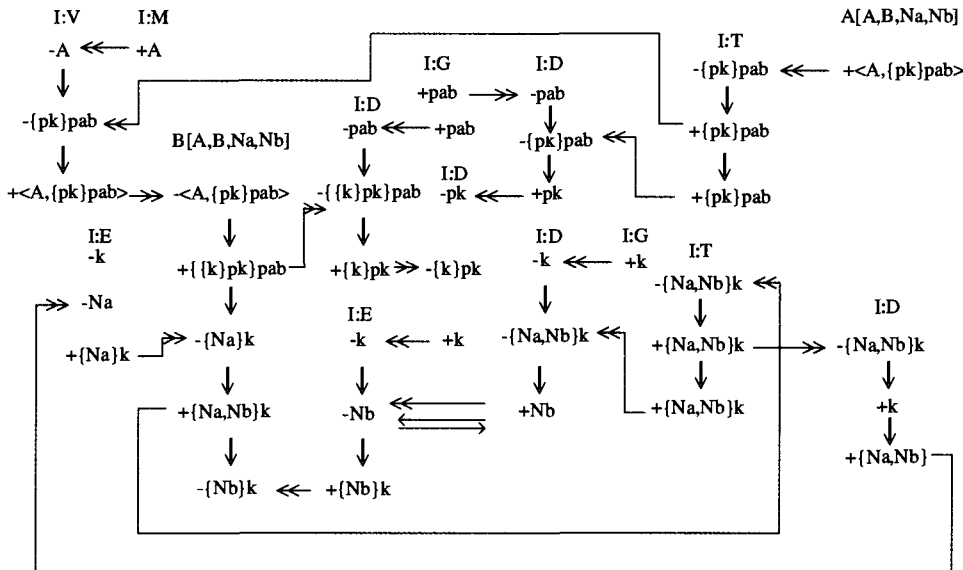 I:V I:M A[A,B,Na,Nb]
-A +A I:T
I:G I:D -{pk}pab +<A,{pk}pab>
+pab -pab
I:D
-{pk}pab -pab +pab -{pk}pab +{pk}pab
B[A,B,Na,Nb]
I:D
+<A,{pk}pab> -<A,{pk}pab> -{{k}pk}pab -pk +pk +{pk}pab
I:E I:D I:G
-k +{{k}pk}pab +{k}pk -{k}pk -k +k I:T
-{Na,Nb}k
-Na I:E I:D
+{Na}k -{Na}k -k +k -{Na,Nb}k +{Na,Nb}k -{Na,Nb}k
+{Na,Nb}k -Nb +Nb +{Na,Nb}k +k
+{Na,Nb}
-{Nb}k +{Nb}k